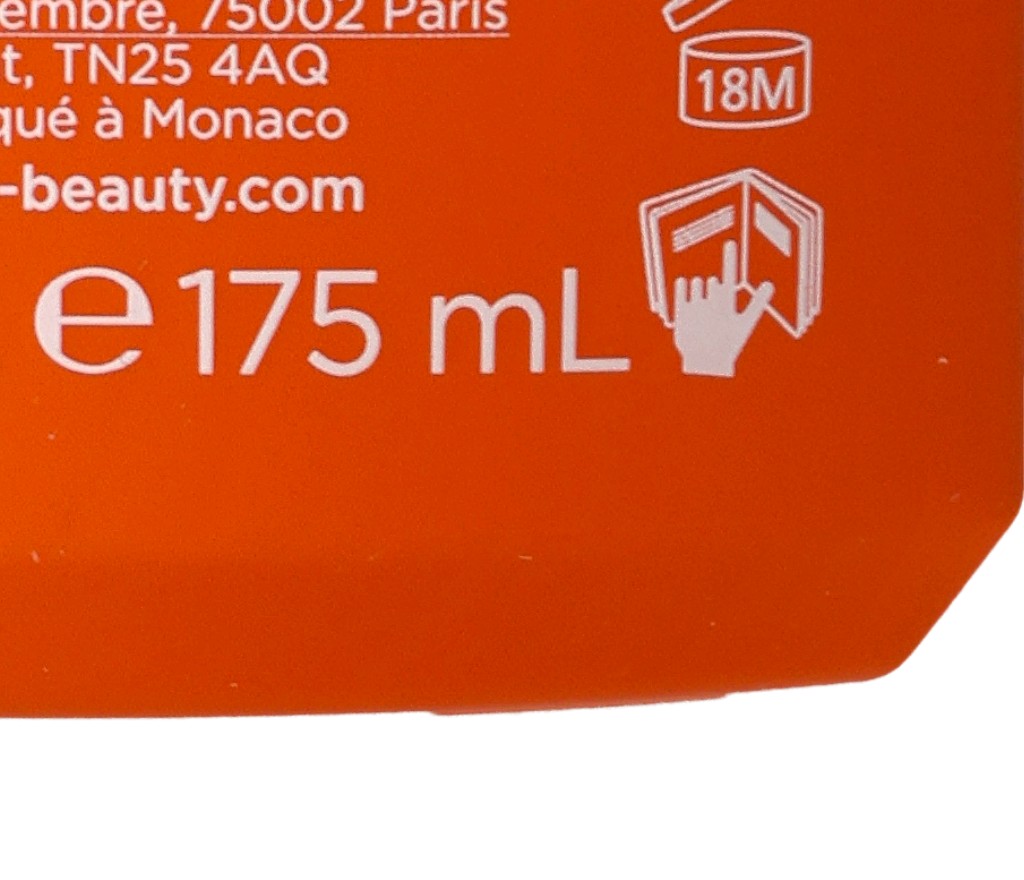 embre, 75002 Paris
t, TN25 4AQ
qué à Monaco
-beauty.com
℮ 175 mL
18M